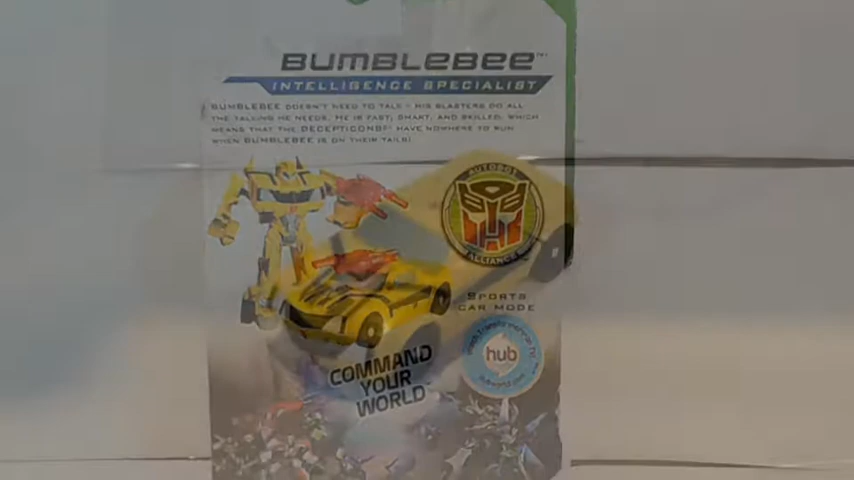 BUMBLEBEE™
INTELLIGENCE SPECIALIST
BUMBLEBEE DOESN'T NEED TO TALK - HIS BLASTERS DO ALL
THE TALKING HE NEEDS. HE IS FAST, SMART, AND SKILLED, WHICH
MEANS THAT THE DECEPTICONS HAVE NOWHERE TO RUN
WHEN BUMBLEBEE IS ON THEIR TAILS!
AUTOBOT
ALLIANCE
SPORTS
CAR MODE
COMMAND
YOUR
WORLD™
hub